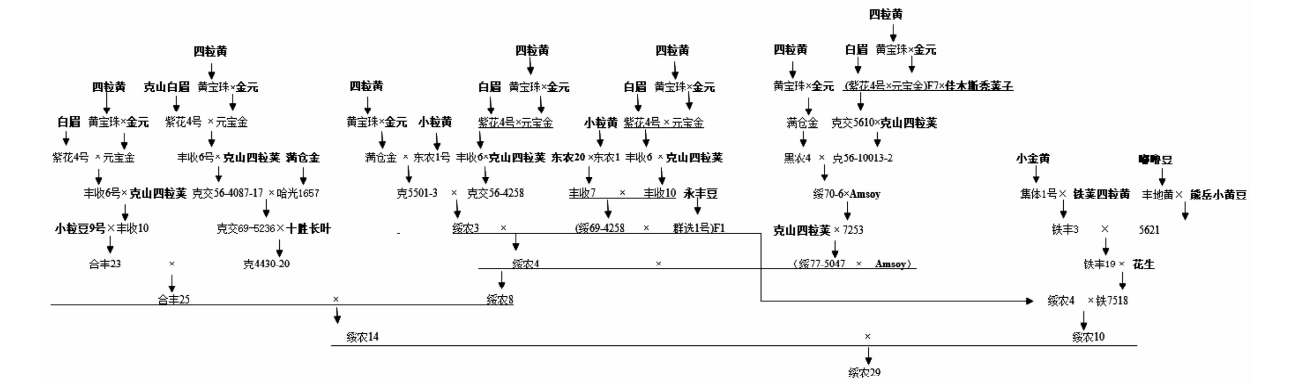 四粒黄
四粒黄 四粒黄 四粒黄 四粒黄 白眉 黄宝珠×金元
四粒黄 克山白眉 黄宝珠×金元 四粒黄 白眉 黄宝珠×金元 白眉 黄宝珠×金元 黄宝珠×金元 (紫花4号×元宝金)F7×佳木斯秃荚子
白眉 黄宝珠×金元 紫花4号 × 元宝金 黄宝珠×金元 小粒黄 紫花4号×元宝金 小粒黄 紫花4号× 元宝金 满仓金 克交5610×克山四粒荚
紫花4号 × 元宝金 丰收6号× 克山四粒荚 满仓金 满仓金 × 东农1号 丰收6×克山四粒荚 东农20 ×东农1 丰收6 × 克山四粒荚 黑农4 × 克56-10013-2 小金黄 嘟噜豆
丰收6号×克山四粒荚 克交56-4087-17 ×哈光1657 克5501-3 × 克交56-4258 丰收7 × 丰收10 永丰豆 绥70-6×Amsoy 集体1号× 铁荚四粒黄 丰地黄× 熊岳小黄豆
小粒豆9号×丰收10 克交69-5236×十胜长叶 绥农3 × (绥69-4258 × 群选1号)F1 克山四粒荚 ×7253 铁丰3 × 5621
合丰23 × 克4430-20 绥农4 × (绥77-5047 × Amsoy) 铁丰19 × 花生
合丰25 × 绥农8 绥农4 ×铁7518
绥农14 × 绥农10
绥农29